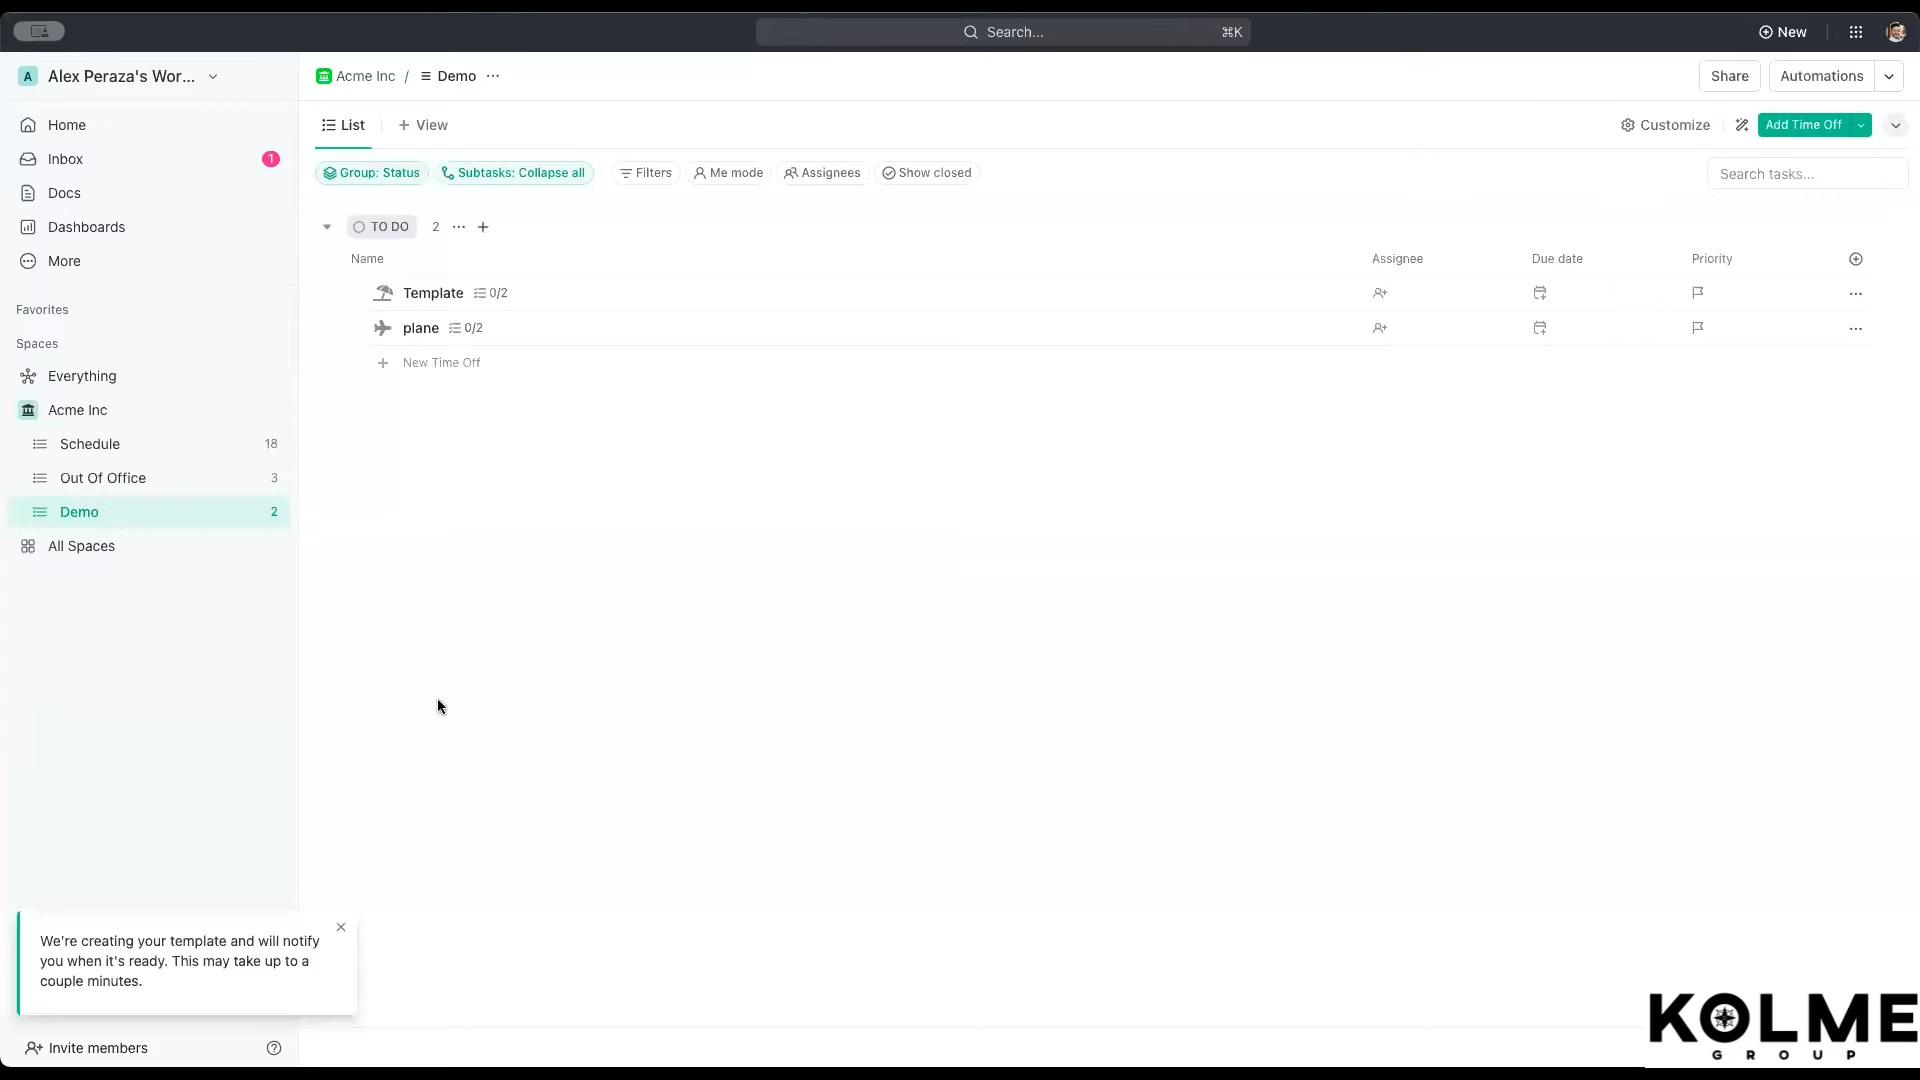 Search...
⌘K
New
A Alex Peraza's Wor...
Acme Inc / Demo
Share
Automations
Home
Inbox 1
Docs
Dashboards
More
Favorites
Spaces
Everything
Acme Inc
Schedule 18
Out Of Office 3
Demo 2
All Spaces
List
+ View
Customize
Add Time Off
Group: Status
Subtasks: Collapse all
Filters
Me mode
Assignees
Show closed
Search tasks...
TO DO 2
Name Assignee Due date Priority
Template 0/2
plane 0/2
+ New Time Off
We're creating your template and will notify
you when it's ready. This may take up to a
couple minutes.
Invite members
KOLME
GROUP